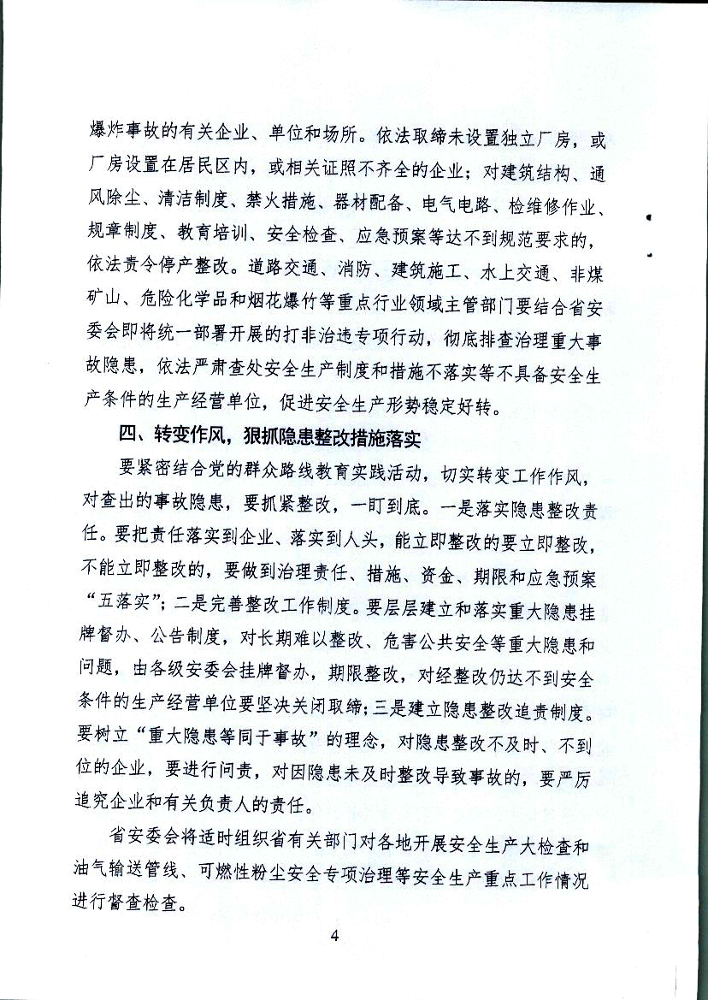 爆炸事故的有关企业、单位和场所。依法取缔未设置独立厂房，或
厂房设置在居民区内，或相关证照不齐全的企业；对建筑结构、通
风除尘、清洁制度、禁火措施、器材配备、电气电路、检维修作业、
规章制度、教育培训、安全检查、应急预案等达不到规范要求的，
依法责令停产整改。道路交通、消防、建筑施工、水上交通、非煤
矿山、危险化学品和烟花爆竹等重点行业领域主管部门要结合省安
委会即将统一部署开展的打非治违专项行动，彻底排查治理重大事
故隐患，依法严肃查处安全生产制度和措施不落实等不具备安全生
产条件的生产经营单位，促进安全生产形势稳定好转。
四、转变作风，狠抓隐患整改措施落实
要紧密结合党的群众路线教育实践活动，切实转变工作作风，
对查出的事故隐患，要抓紧整改，一盯到底。一是落实隐患整改责
任。要把责任落实到企业、落实到人头，能立即整改的要立即整改，
不能立即整改的，要做到治理责任、措施、资金、期限和应急预案
“五落实”；二是完善整改工作制度。要层层建立和落实重大隐患挂
牌督办、公告制度，对长期难以整改、危害公共安全等重大隐患和
问题，由各级安委会挂牌督办，期限整改，对经整改仍达不到安全
条件的生产经营单位要坚决关闭取缔；三是建立隐患整改追责制度。
要树立“重大隐患等同于事故”的理念，对隐患整改不及时、不到
位的企业，要进行问责，对因隐患未及时整改导致事故的，要严厉
追究企业和有关负责人的责任。
省安委会将适时组织省有关部门对各地开展安全生产大检查和
油气输送管线、可燃性粉尘安全专项治理等安全生产重点工作情况
进行督查检查。
4